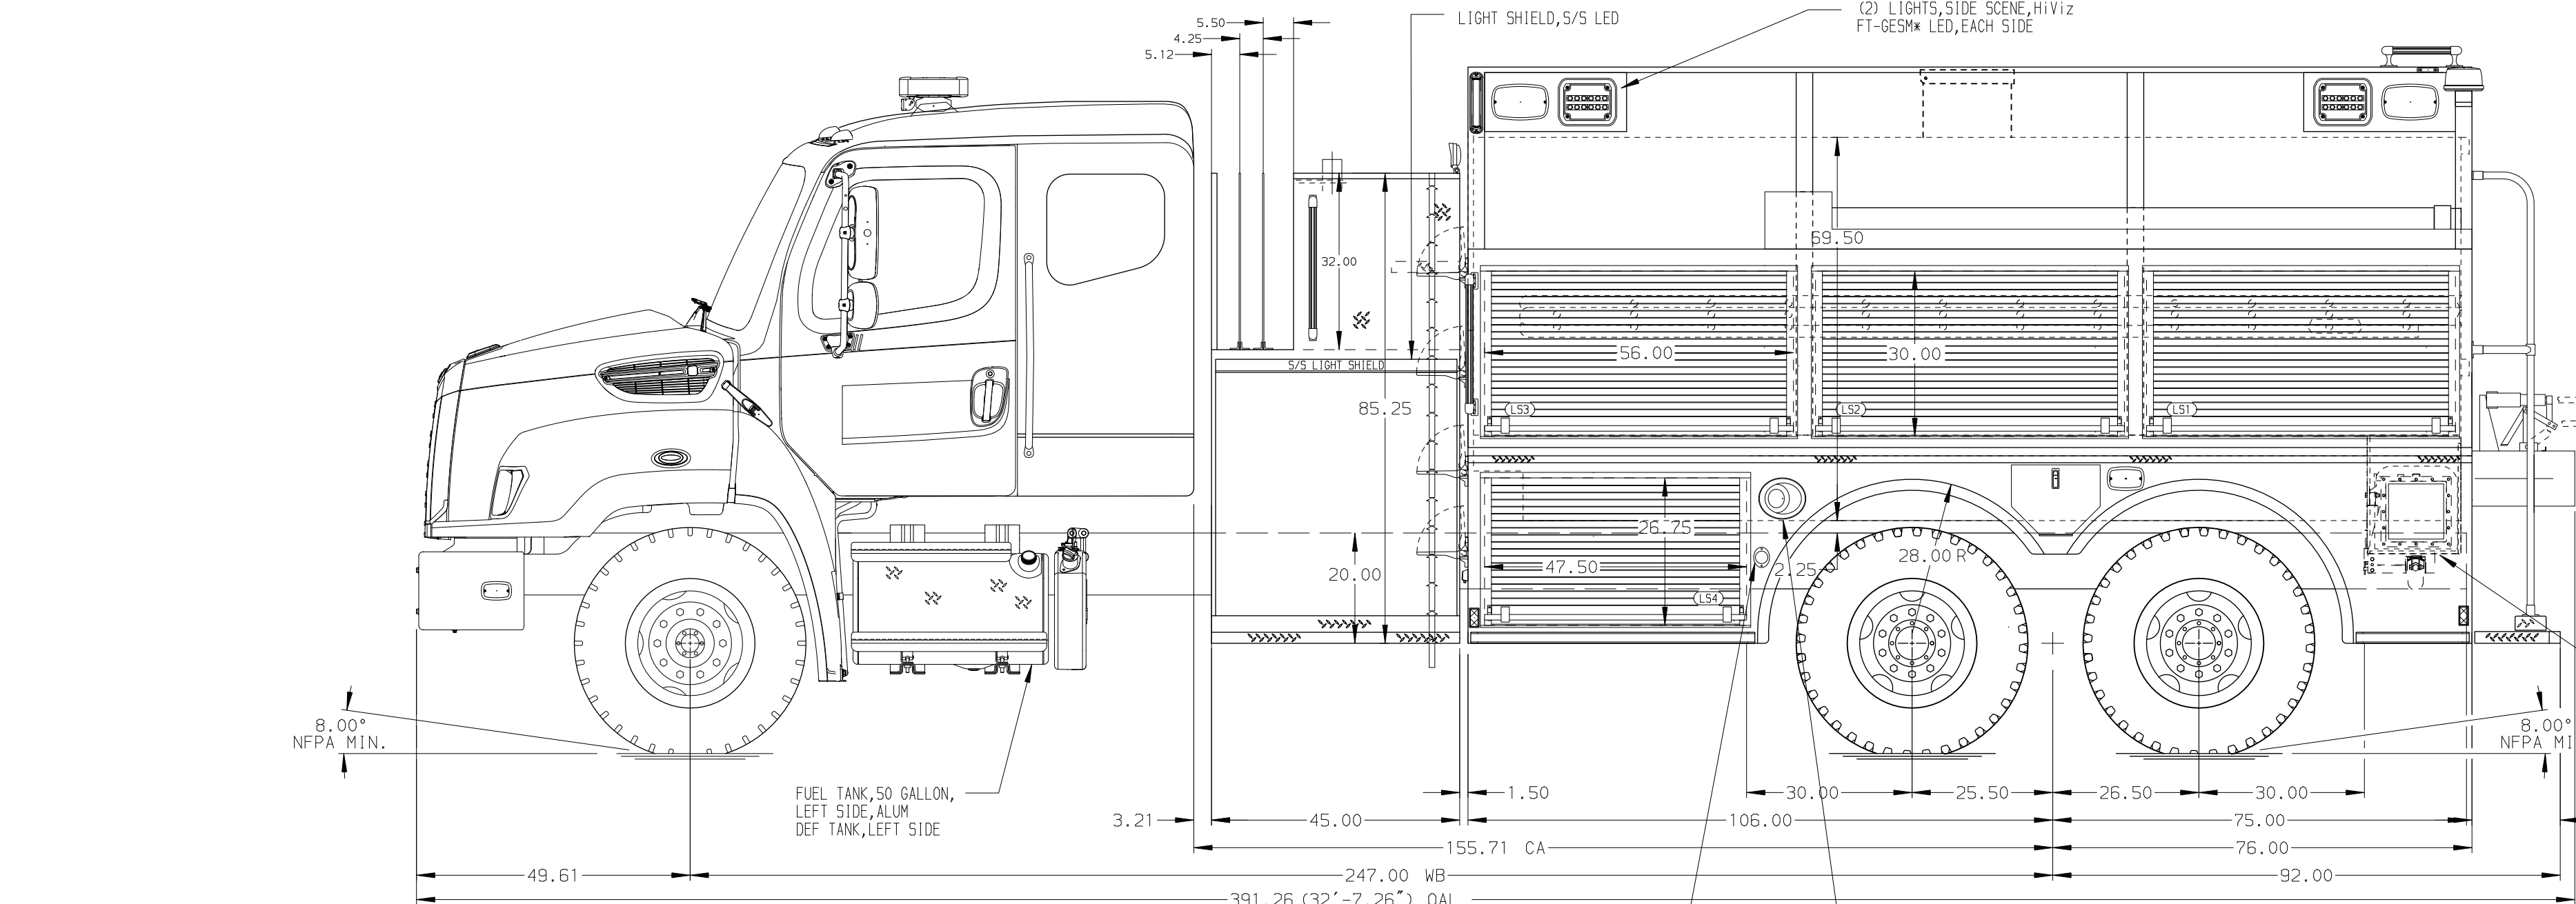 5.50
4.25
5.12
LIGHT SHIELD,S/S LED
(2) LIGHTS,SIDE SCENE,HiViz
FT-GESM* LED,EACH SIDE
69.50
32.00
56.00
30.00
S/S LIGHT SHIELD
85.25
LS3
LS2
LS1
26.75
28.00 R
47.50
2.25
20.00
LS4
8.00°
NFPA MIN.
8.00°
NFPA MI
FUEL TANK,50 GALLON,
LEFT SIDE,ALUM
DEF TANK,LEFT SIDE
1.50
30.00
25.50
26.50
30.00
3.21
45.00
106.00
75.00
155.71 CA
76.00
49.61
247.00 WB
92.00
391.26 (32'-7.26") OAL